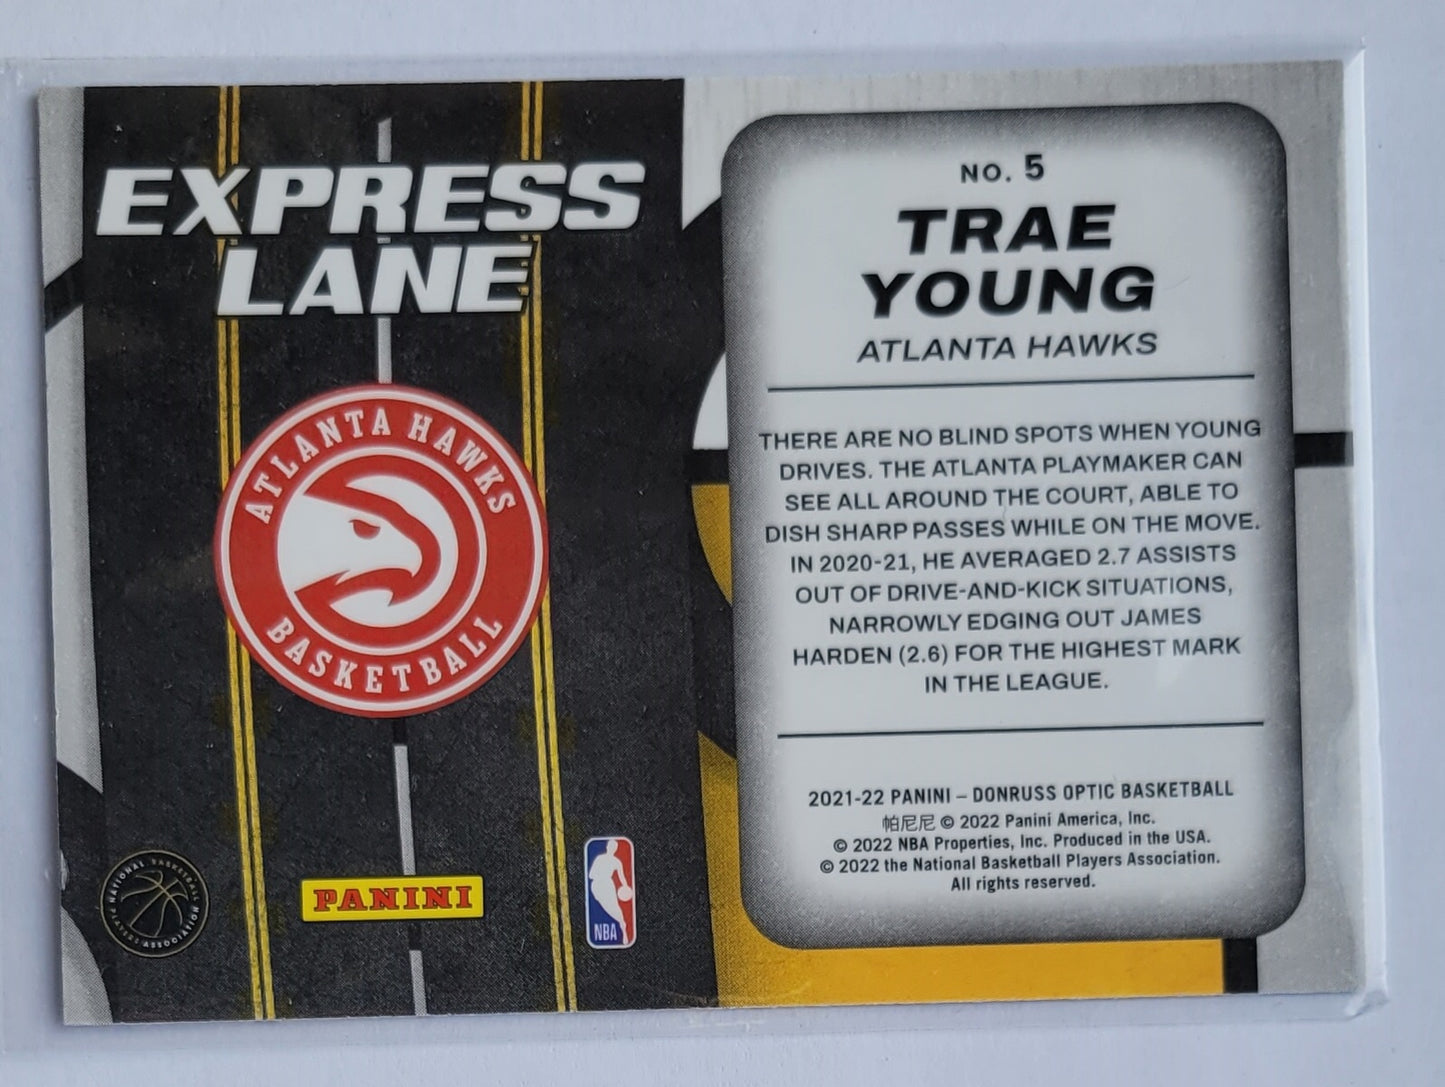 EXPRESS
LANE
ATLANTA HAWKS
BASKETBALL
NATIONAL BASKETBALL
PLAYERS ASSOCIATION
PANINI
NBA
NO. 5
TRAE
YOUNG
ATLANTA HAWKS
THERE ARE NO BLIND SPOTS WHEN YOUNG
DRIVES. THE ATLANTA PLAYMAKER CAN
SEE ALL AROUND THE COURT, ABLE TO
DISH SHARP PASSES WHILE ON THE MOVE.
IN 2020-21, HE AVERAGED 2.7 ASSISTS
OUT OF DRIVE-AND-KICK SITUATIONS,
NARROWLY EDGING OUT JAMES
HARDEN (2.6) FOR THE HIGHEST MARK
IN THE LEAGUE.
2021-22 PANINI – DONRUSS OPTIC BASKETBALL
帕尼尼 © 2022 Panini America, Inc.
© 2022 NBA Properties, Inc. Produced in the USA.
© 2022 the National Basketball Players Association.
All rights reserved.